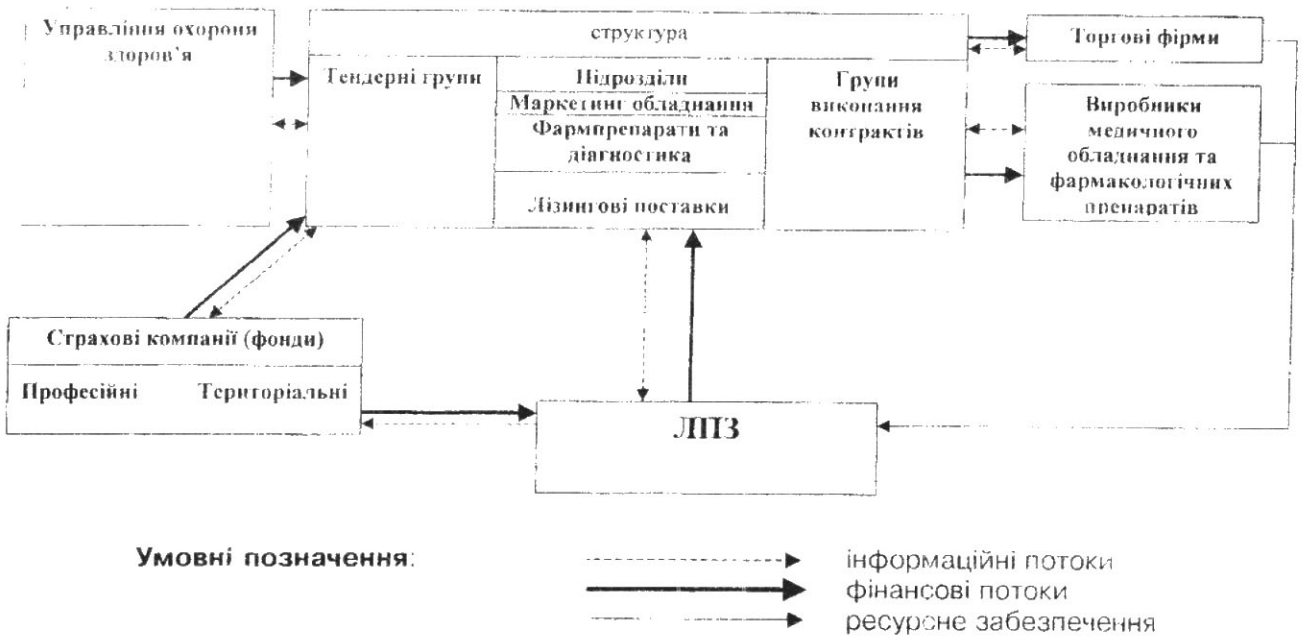 Управління охорони
здоров'я
структура
Тендерні групи
Підрозділи
Маркетинг обладнання
Фармпрепарати та
діагностика
Лізингові поставки
Групи
виконання
контрактів
Торгові фірми
Виробники
медичного
обладнання та
фармакологічних
препаратів
Страхові компанії (фонди)
Професійні Територіальні
ЛПЗ
Умовні позначення:
інформаційні потоки
фінансові потоки
ресурсне забезпечення